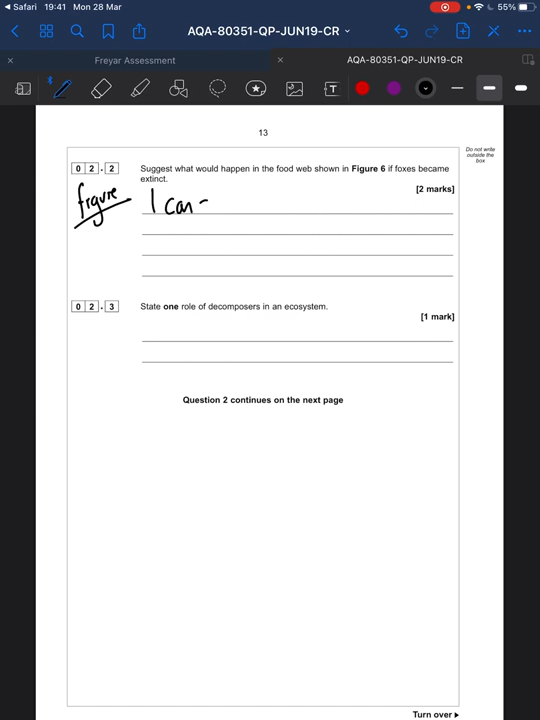 Safari 19:41 Mon 28 Mar 55%
AQA-80351-QP-JUN19-CR
Freyar Assessment
AQA-80351-QP-JUN19-CR
13
Do not write
outside the
box
0 2 . 2 Suggest what would happen in the food web shown in Figure 6 if foxes became
extinct.
[2 marks]
figure I can -
0 2 . 3 State one role of decomposers in an ecosystem.
[1 mark]
Question 2 continues on the next page
Turn over